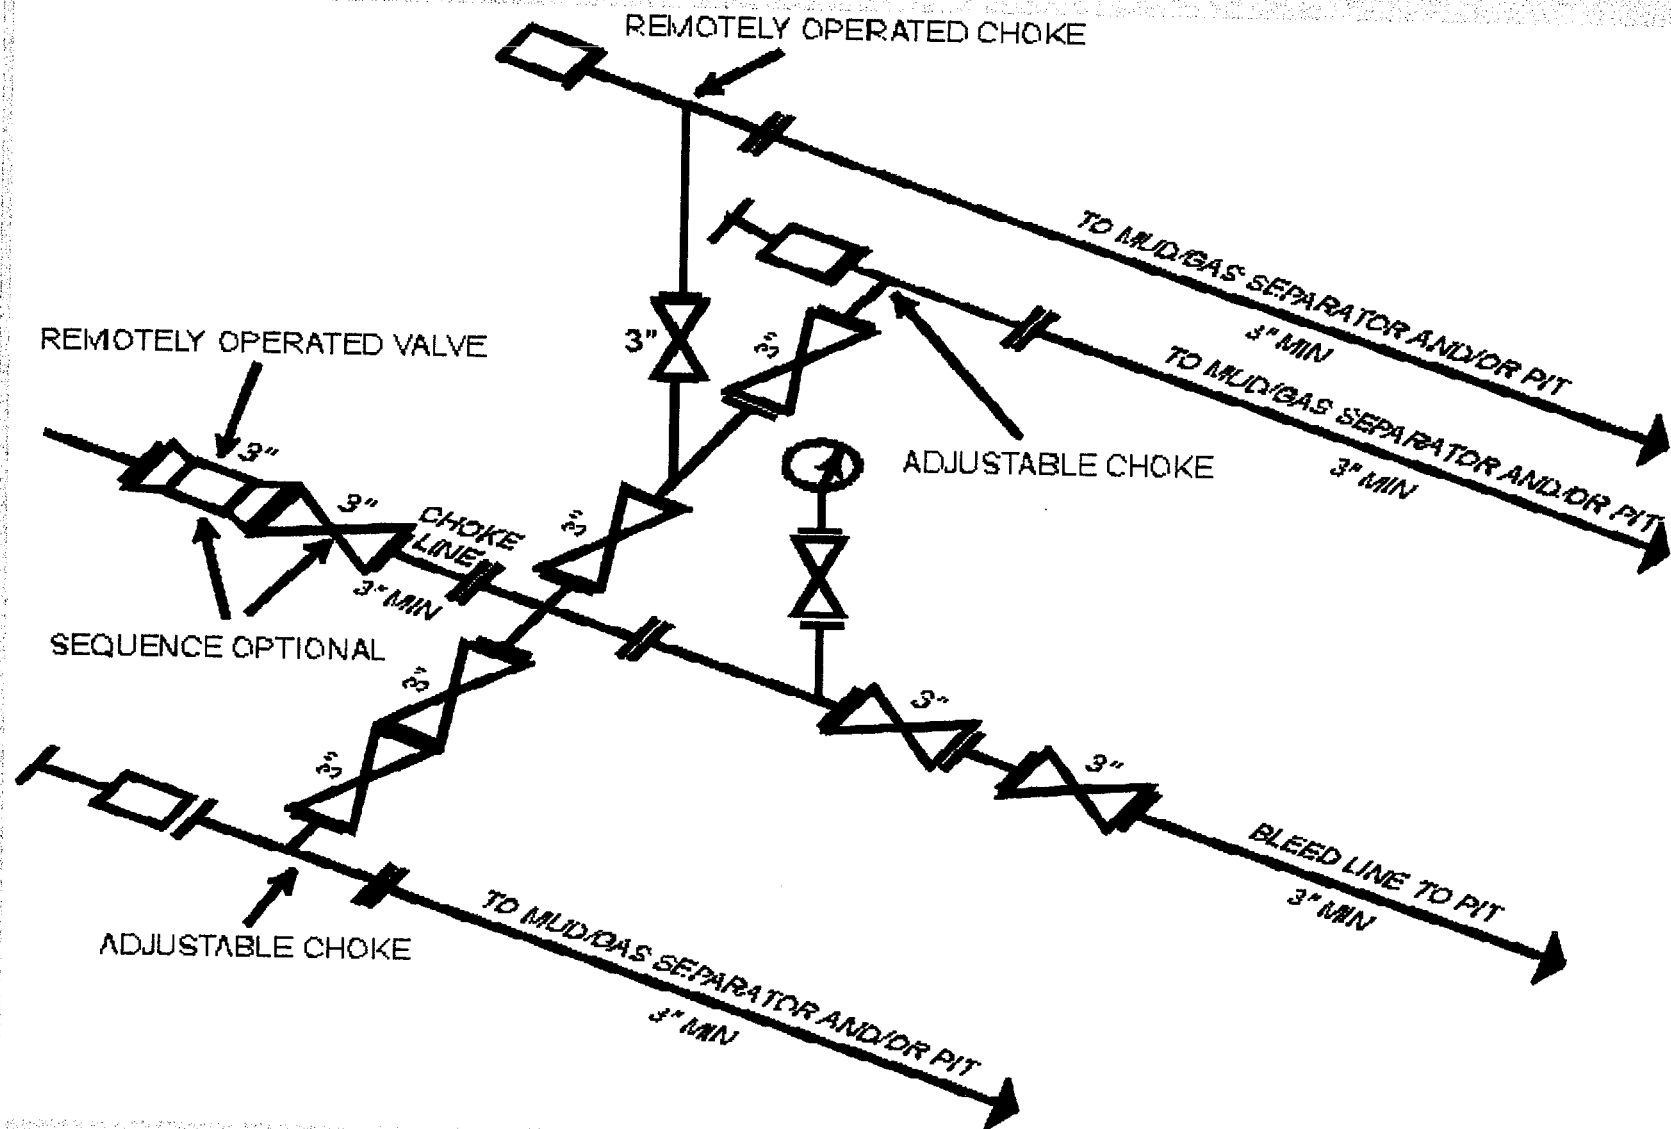 REMOTELY OPERATED CHOKE
TO MUD/GAS SEPARATOR AND/OR PIT
3" MIN
TO MUD/GAS SEPARATOR AND/OR PIT
3" MIN
3"
3"
REMOTELY OPERATED VALVE
3"
ADJUSTABLE CHOKE
3"
CHOKE
LINE
3"
3" MIN
SEQUENCE OPTIONAL
3"
3"
3"
3"
BLEED LINE TO PIT
3" MIN
ADJUSTABLE CHOKE
TO MUD/GAS SEPARATOR AND/OR PIT
3" MIN